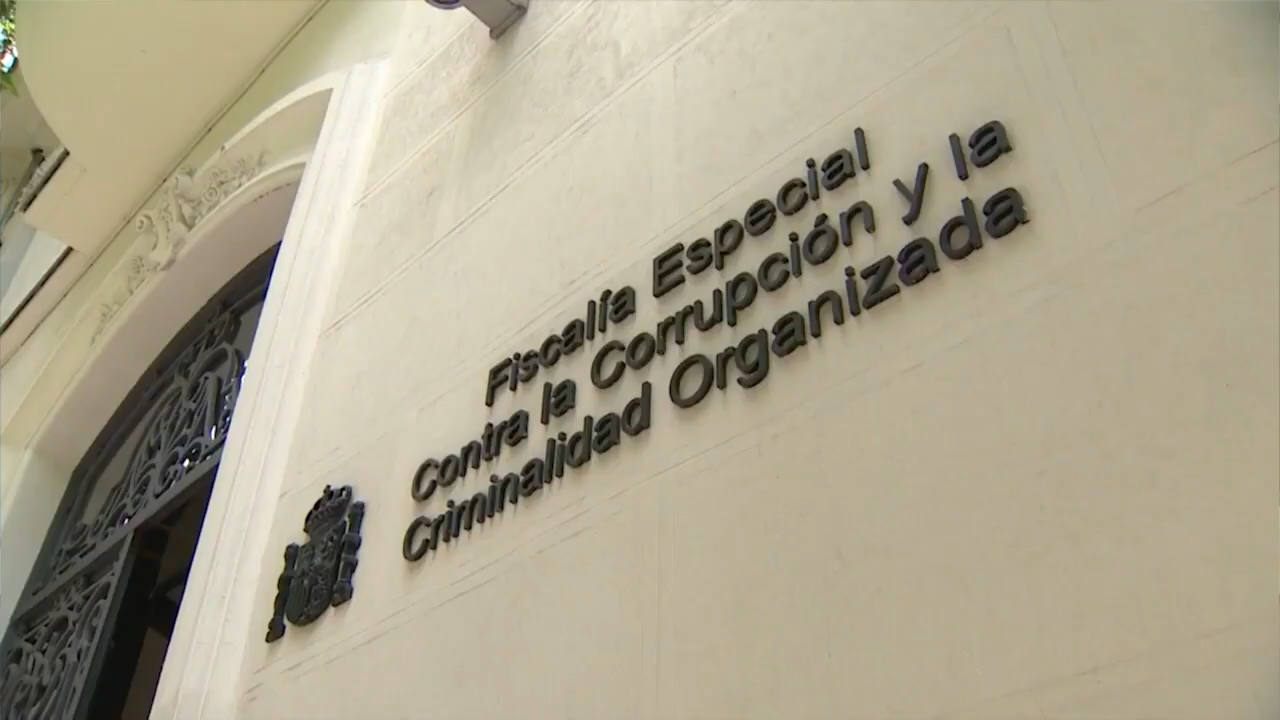 Fiscalía Especial
Contra la Corrupción y la
Criminalidad Organizada